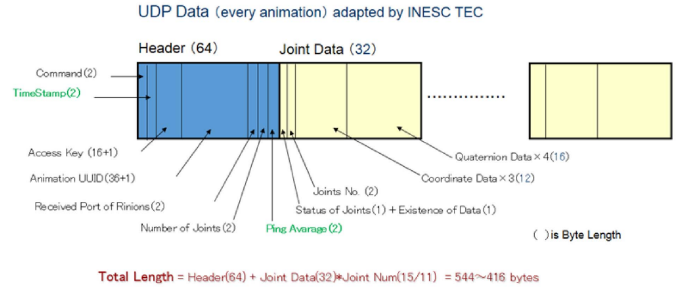 UDP Data (every animation) adapted by INESC TEC
Header (64)
Joint Data (32)
Command(2)
TimeStamp(2)
Access Key (16+1)
Animation UUID(36+1)
Received Port of Rinions(2)
Number of Joints(2)
Ping Avarage(2)
Status of Joints(1) + Existence of Data(1)
Joints No. (2)
Coordinate Data×3(12)
Quaternion Data×4(16)
( )is Byte Length
Total Length = Header(64) + Joint Data(32)*Joint Num(15/11) = 544~416 bytes